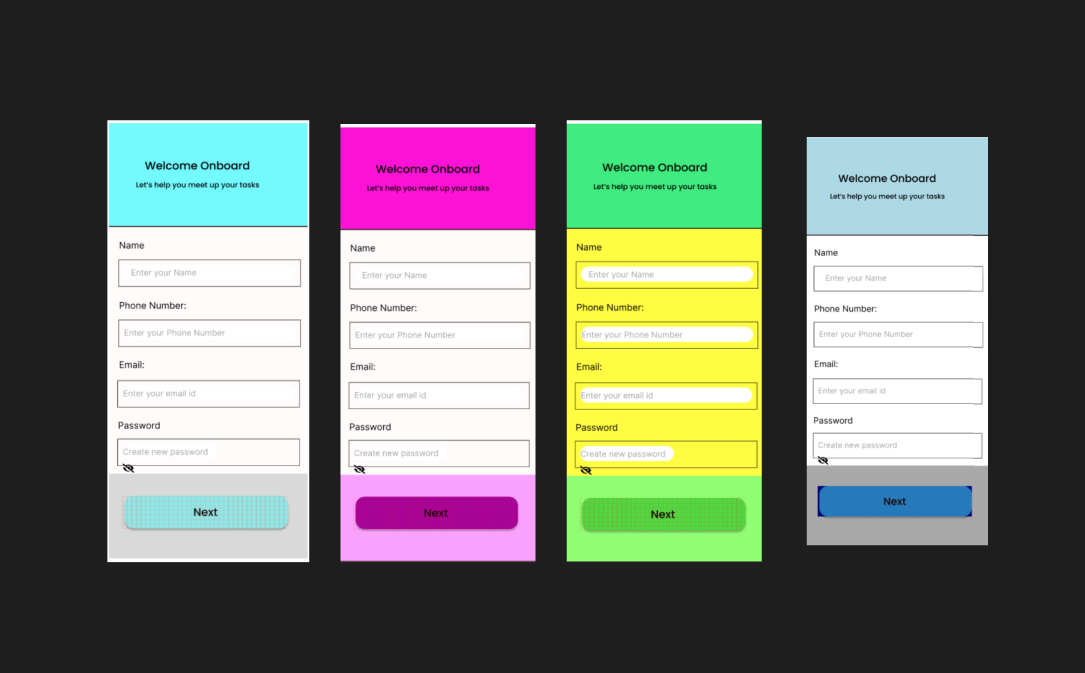 Welcome Onboard
Let's help you meet up your tasks
Name
Enter your Name
Phone Number:
Enter your Phone Number
Email:
Enter your email id
Password
Create new password
Next
Welcome Onboard
Let's help you meet up your tasks
Name
Enter your Name
Phone Number:
Enter your Phone Number
Email:
Enter your email id
Password
Create new password
Next
Welcome Onboard
Let's help you meet up your tasks
Name
Enter your Name
Phone Number:
Enter your Phone Number
Email:
Enter your email id
Password
Create new password
Next
Welcome Onboard
Let's help you meet up your tasks
Name
Enter your Name
Phone Number:
Enter your Phone Number
Email:
Enter your email id
Password
Create new password
Next